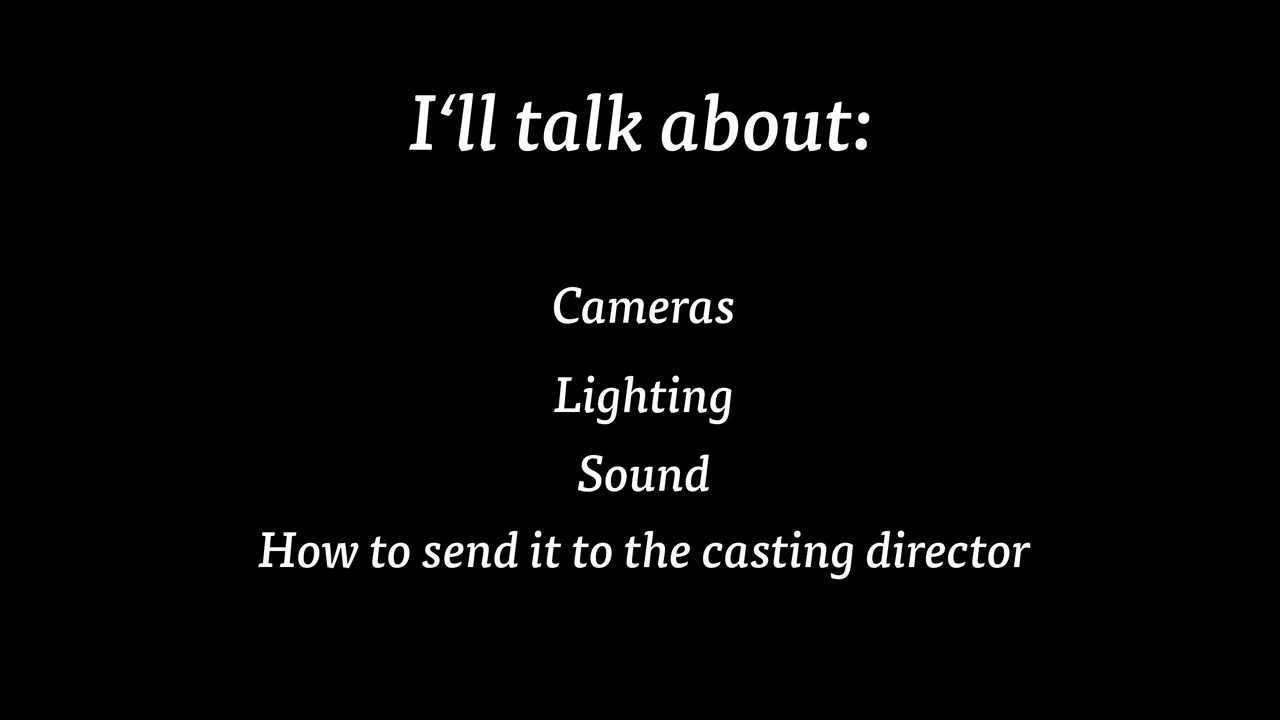 I‘ll talk about:
Cameras
Lighting
Sound
How to send it to the casting director